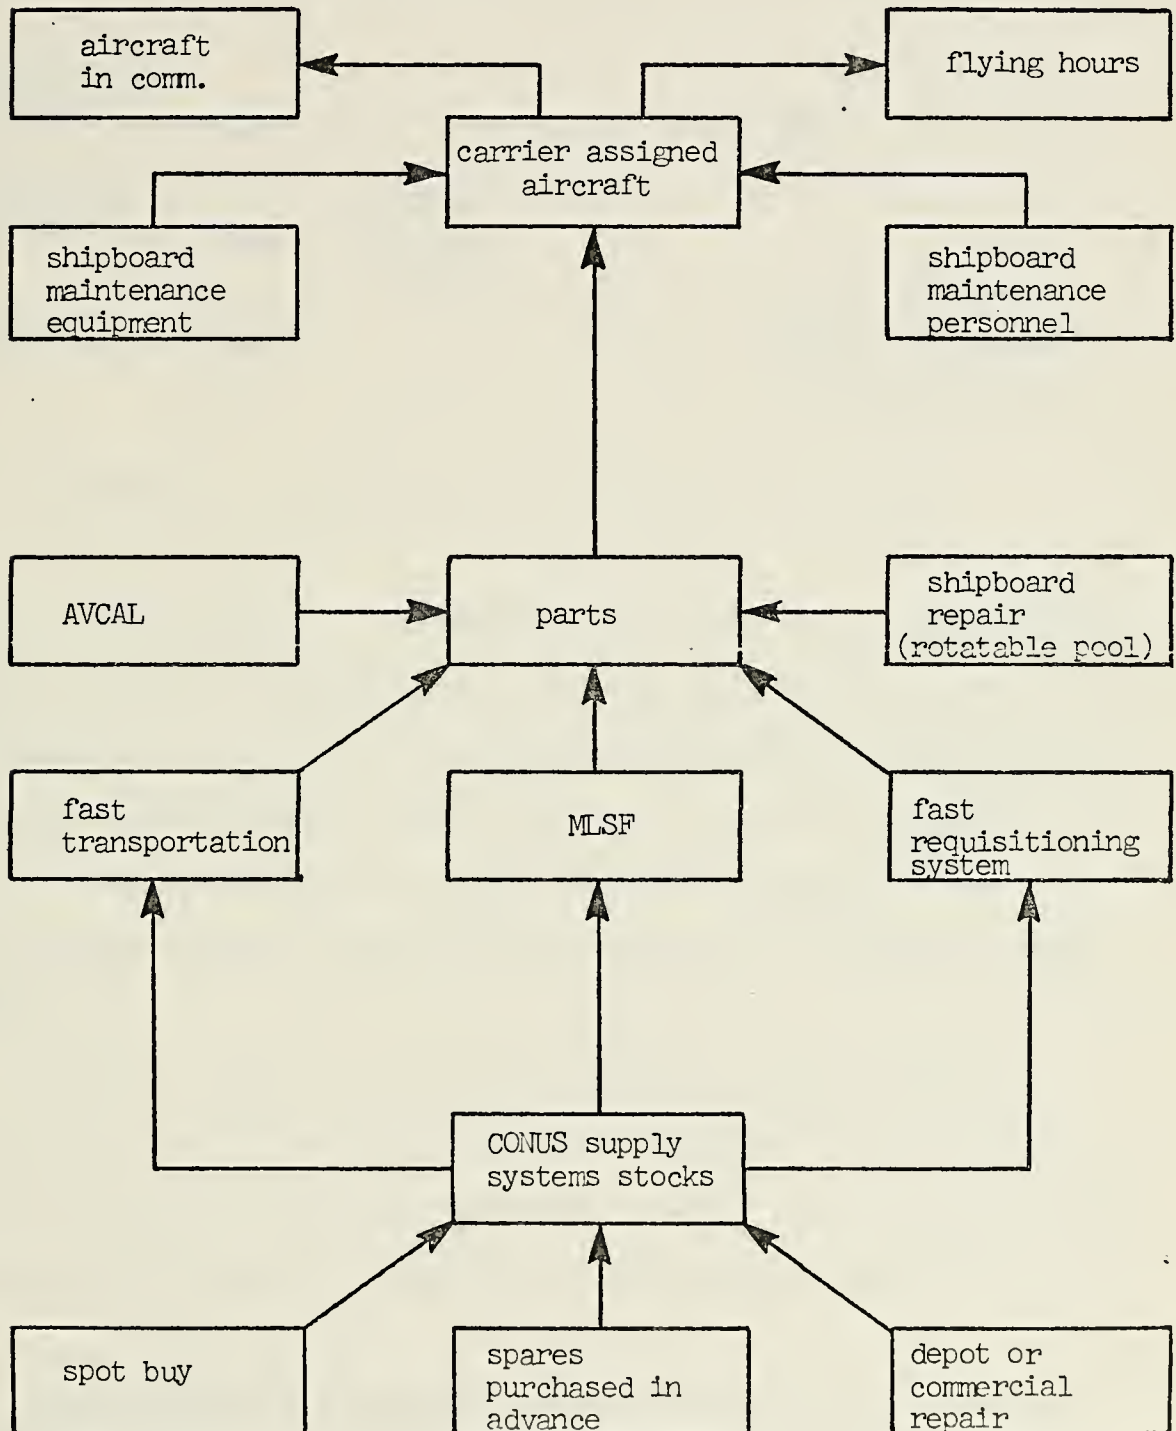 aircraft
in comm.
flying hours
carrier assigned
aircraft
shipboard
maintenance
equipment
shipboard
maintenance
personnel
AVCAL
parts
shipboard
repair
(rotatable pool)
fast
transportation
MLSF
fast
requisitioning
system
CONUS supply
systems stocks
spot buy
spares
purchased in
advance
depot or
commercial
repair